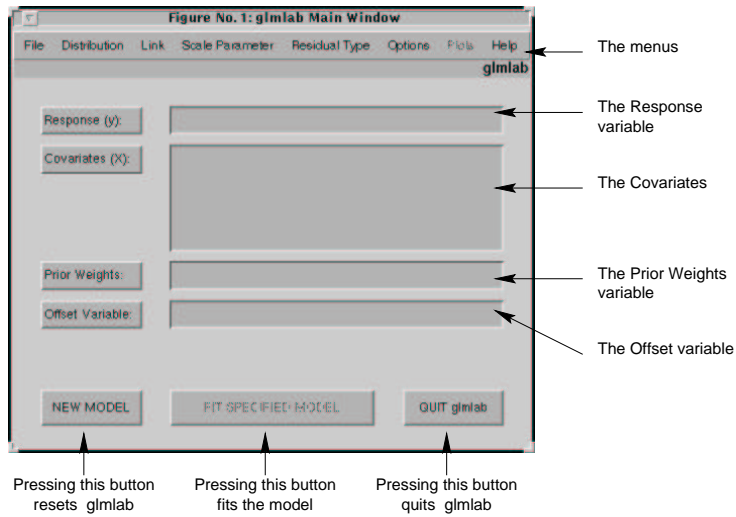 Figure No. 1: glmlab Main Window
File Distribution Link Scale Parameter Residual Type Options Plots Help
glmlab
The menus
Response (y):
The Response
variable
Covariates (X):
The Covariates
Prior Weights:
The Prior Weights
variable
Offset Variable:
The Offset variable
NEW MODEL
FIT SPECIFIED MODEL
QUIT glmlab
Pressing this button
resets glmlab
Pressing this button
fits the model
Pressing this button
quits glmlab